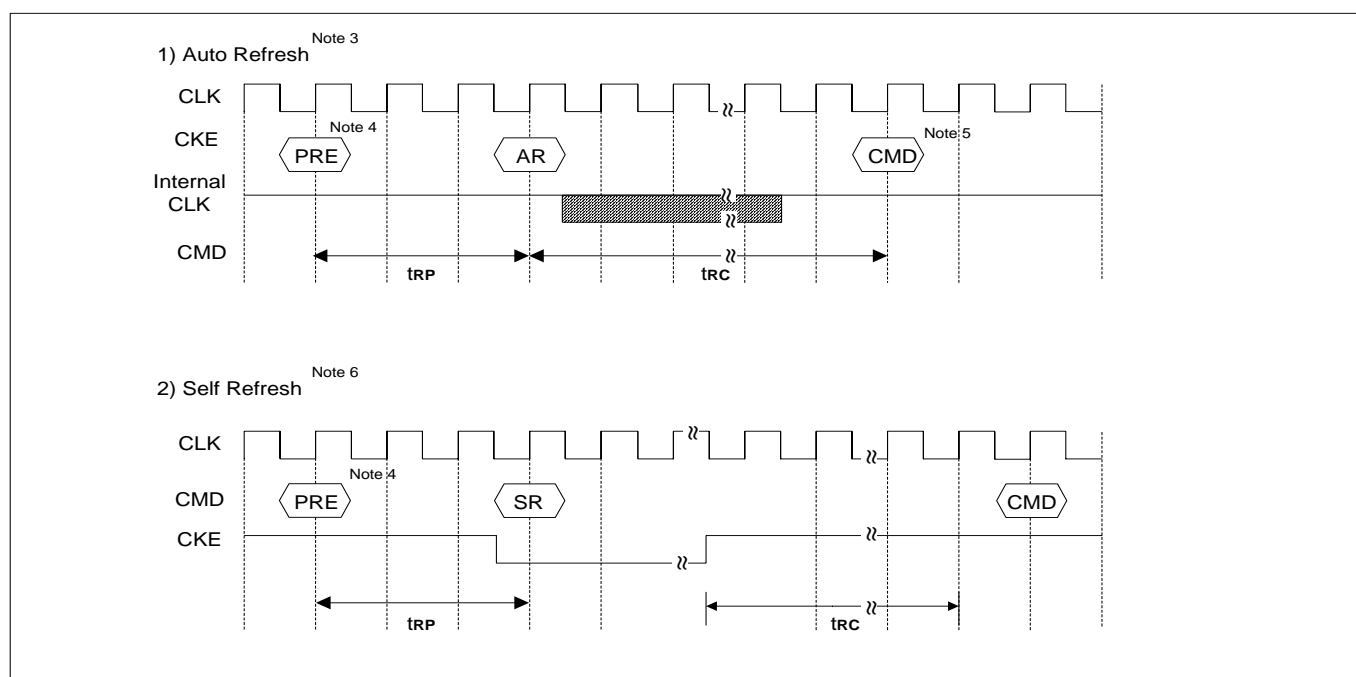 1) Auto Refresh Note 3
CLK
CKE
Note 4
Note 5
PRE
AR
CMD
Internal
CLK
CMD
tRP
tRC
2) Self Refresh Note 6
CLK
Note 4
CMD
PRE
SR
CMD
CKE
tRP
tRC